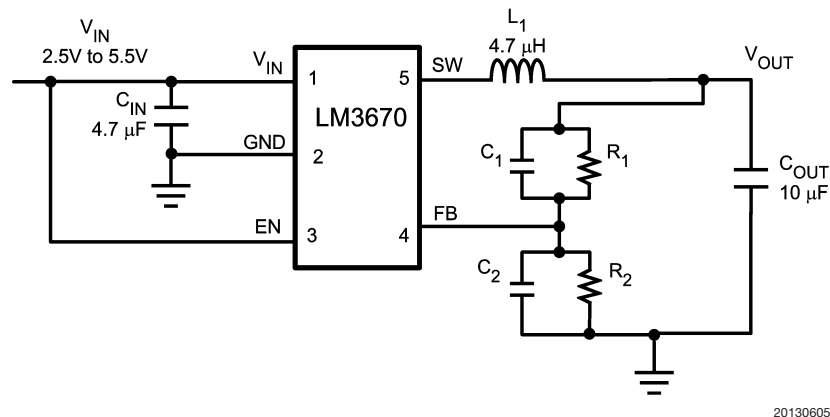 V_IN
2.5V to 5.5V
V_IN
1
5
SW
L_1
4.7 μH
V_OUT
C_IN
4.7 μF
LM3670
GND
2
C_1
R_1
C_OUT
10 μF
EN
3
4
FB
C_2
R_2
20130605